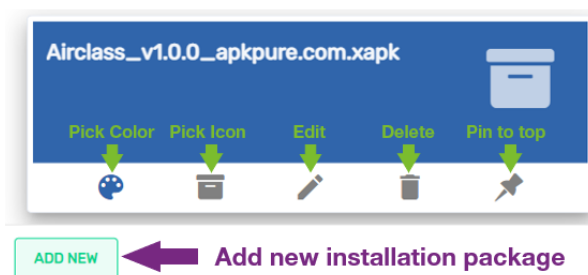 Airclass_v1.0.0_apkpure.com.xapk
Pick Color Pick Icon Edit Delete Pin to top
ADD NEW Add new installation package